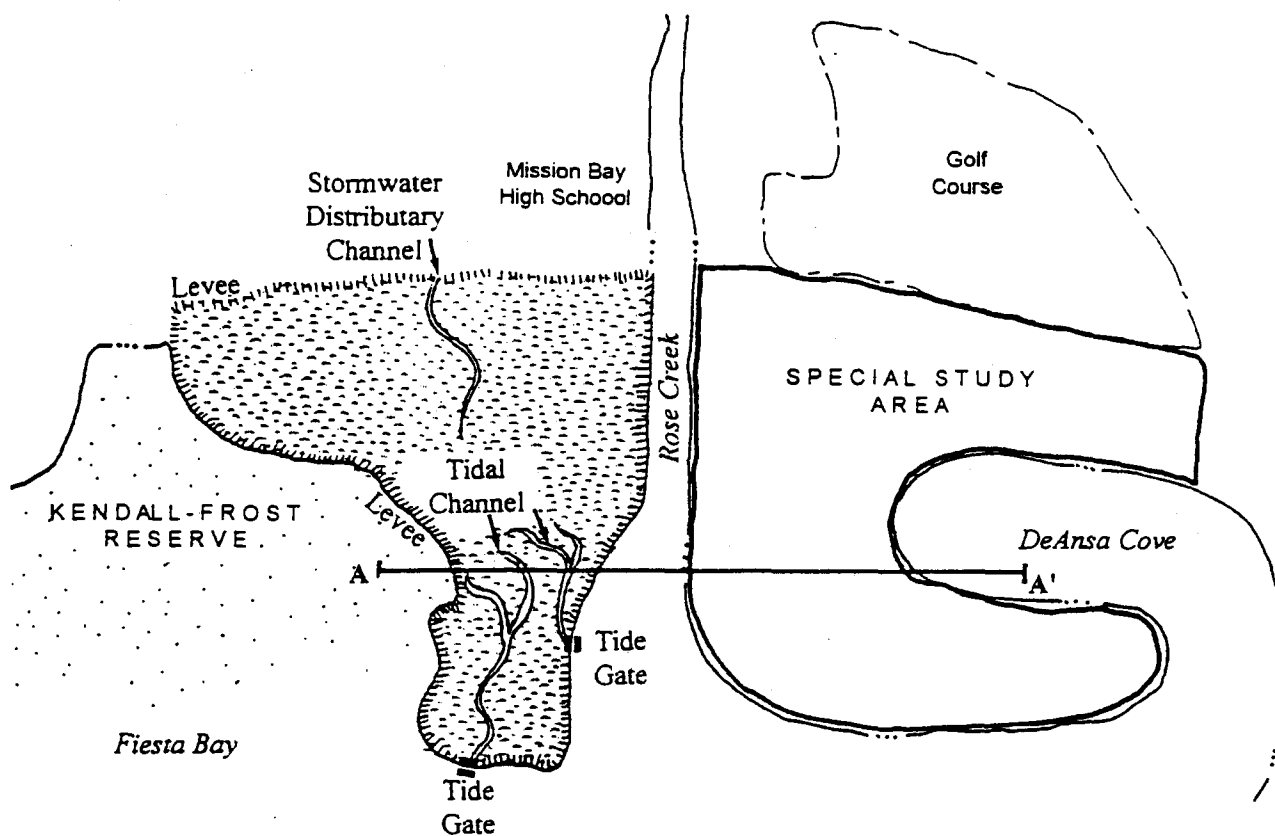 Golf
Course
Mission Bay
High Schoool
Stormwater
Distributary
Channel
Levee
Rose Creek
SPECIAL STUDY
AREA
Tidal
Channel
Levee
KENDALL-FROST
RESERVE
DeAnsa Cove
A
A'
Tide
Gate
Fiesta Bay
Tide
Gate